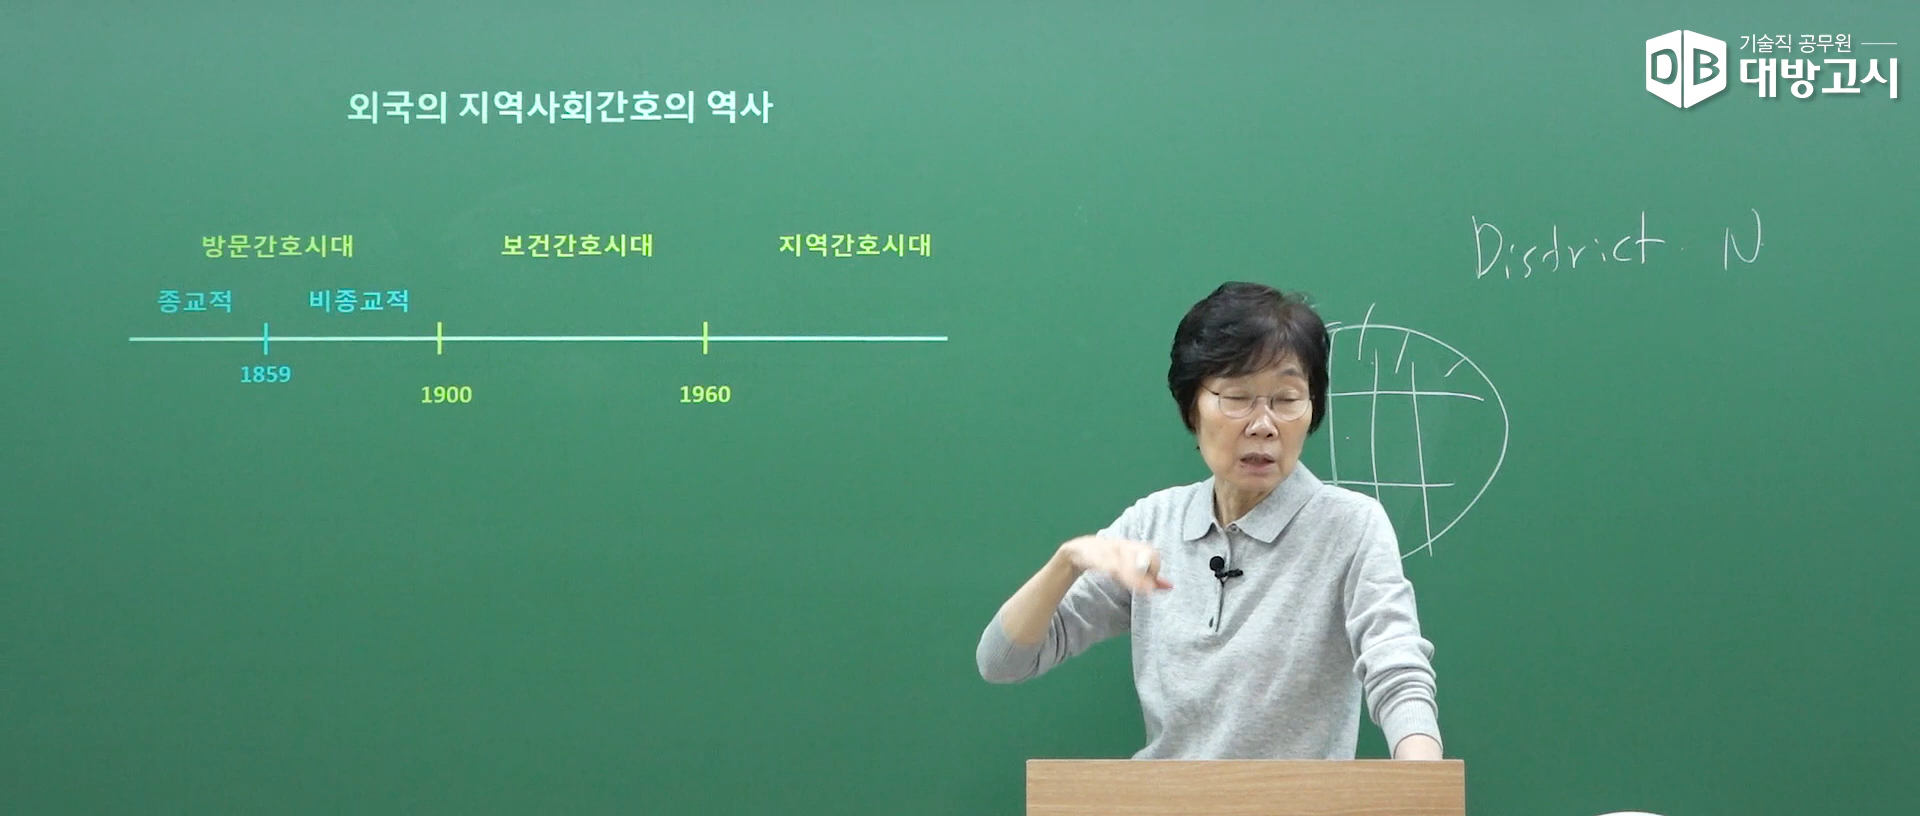 DB
기술직 공무원
대방고시
외국의 지역사회간호의 역사
방문간호시대 보건간호시대 지역간호시대
종교적 비종교적
1859
1900 1960
District. N